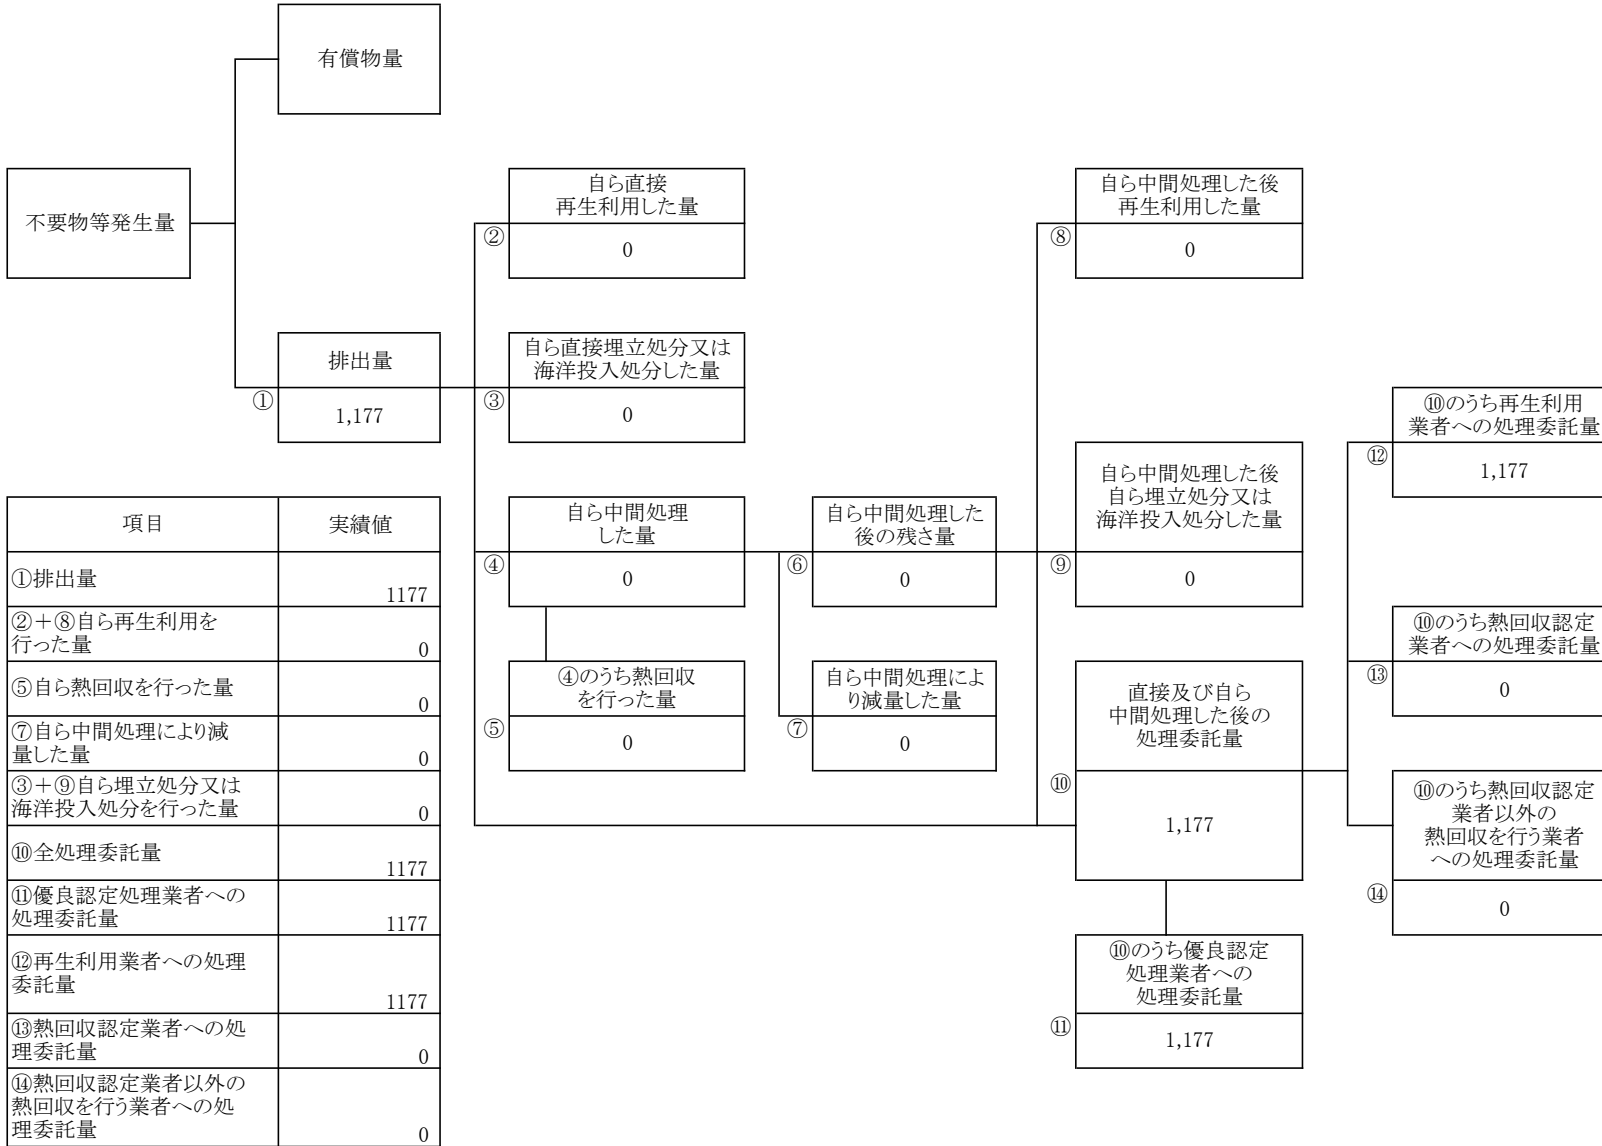 有償物量
不要物等発生量
自ら直接
再生利用した量
②
0
自ら中間処理した後
再生利用した量
⑧
0
排出量
①
1,177
自ら直接埋立処分又は
海洋投入処分した量
③
0
⑩のうち再生利用
業者への処理委託量
⑫
1,177
自ら中間処理
した量
④
0
自ら中間処理した
後の残さ量
⑥
0
自ら中間処理した後
自ら埋立処分又は
海洋投入処分した量
⑨
0
⑩のうち熱回収認定
業者への処理委託量
⑬
0
④のうち熱回収
を行った量
⑤
0
自ら中間処理によ
り減量した量
⑦
0
直接及び自ら
中間処理した後の
処理委託量
⑩
1,177
⑩のうち熱回収認定
業者以外の
熱回収を行う業者
への処理委託量
⑭
0
⑩のうち優良認定
処理業者への
処理委託量
⑪
1,177
項目 実績値
①排出量
1177
②+⑧自ら再生利用を
行った量
0
⑤自ら熱回収を行った量
0
⑦自ら中間処理により減
量した量
0
③+⑨自ら埋立処分又は
海洋投入処分を行った量
0
⑩全処理委託量
1177
⑪優良認定処理業者への
処理委託量
1177
⑫再生利用業者への処理
委託量
1177
⑬熱回収認定業者への処
理委託量
0
⑭熱回収認定業者以外の
熱回収を行う業者への処
理委託量
0